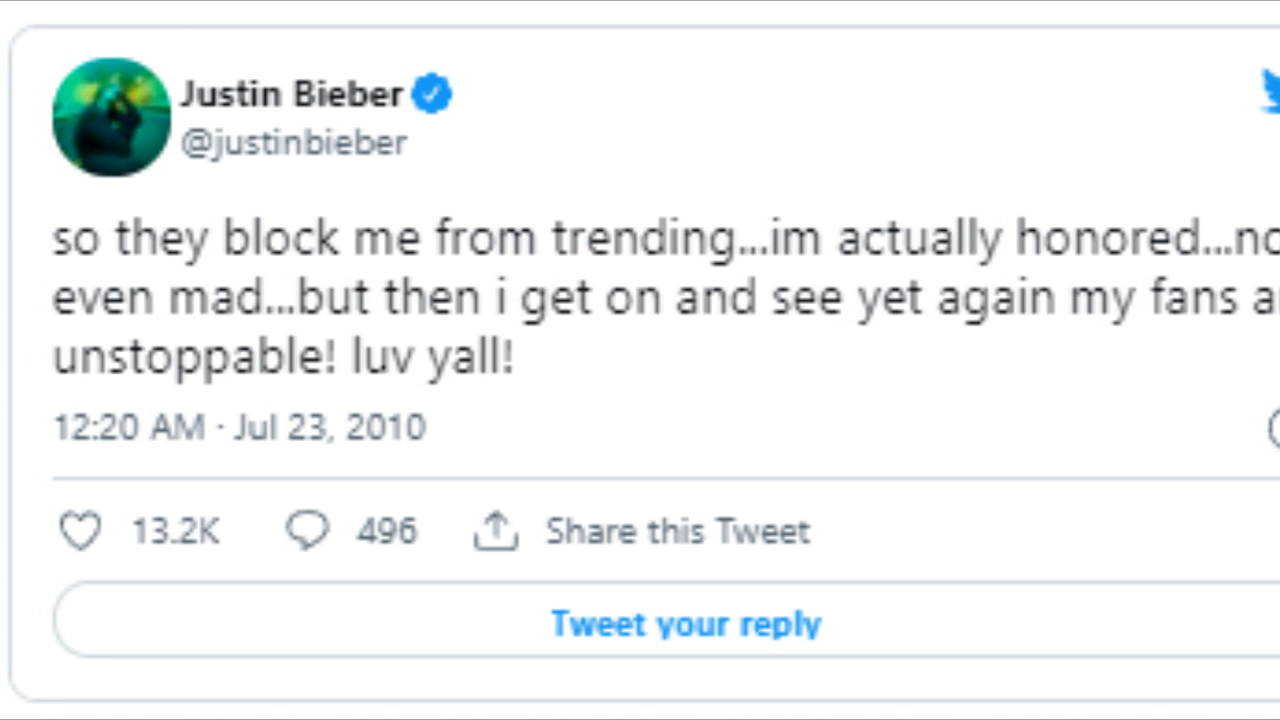 Justin Bieber
@justinbieber
so they block me from trending...im actually honored...no
even mad...but then i get on and see yet again my fans a
unstoppable! luv yall!
12:20 AM · Jul 23, 2010
13.2K 496 Share this Tweet
Tweet your reply